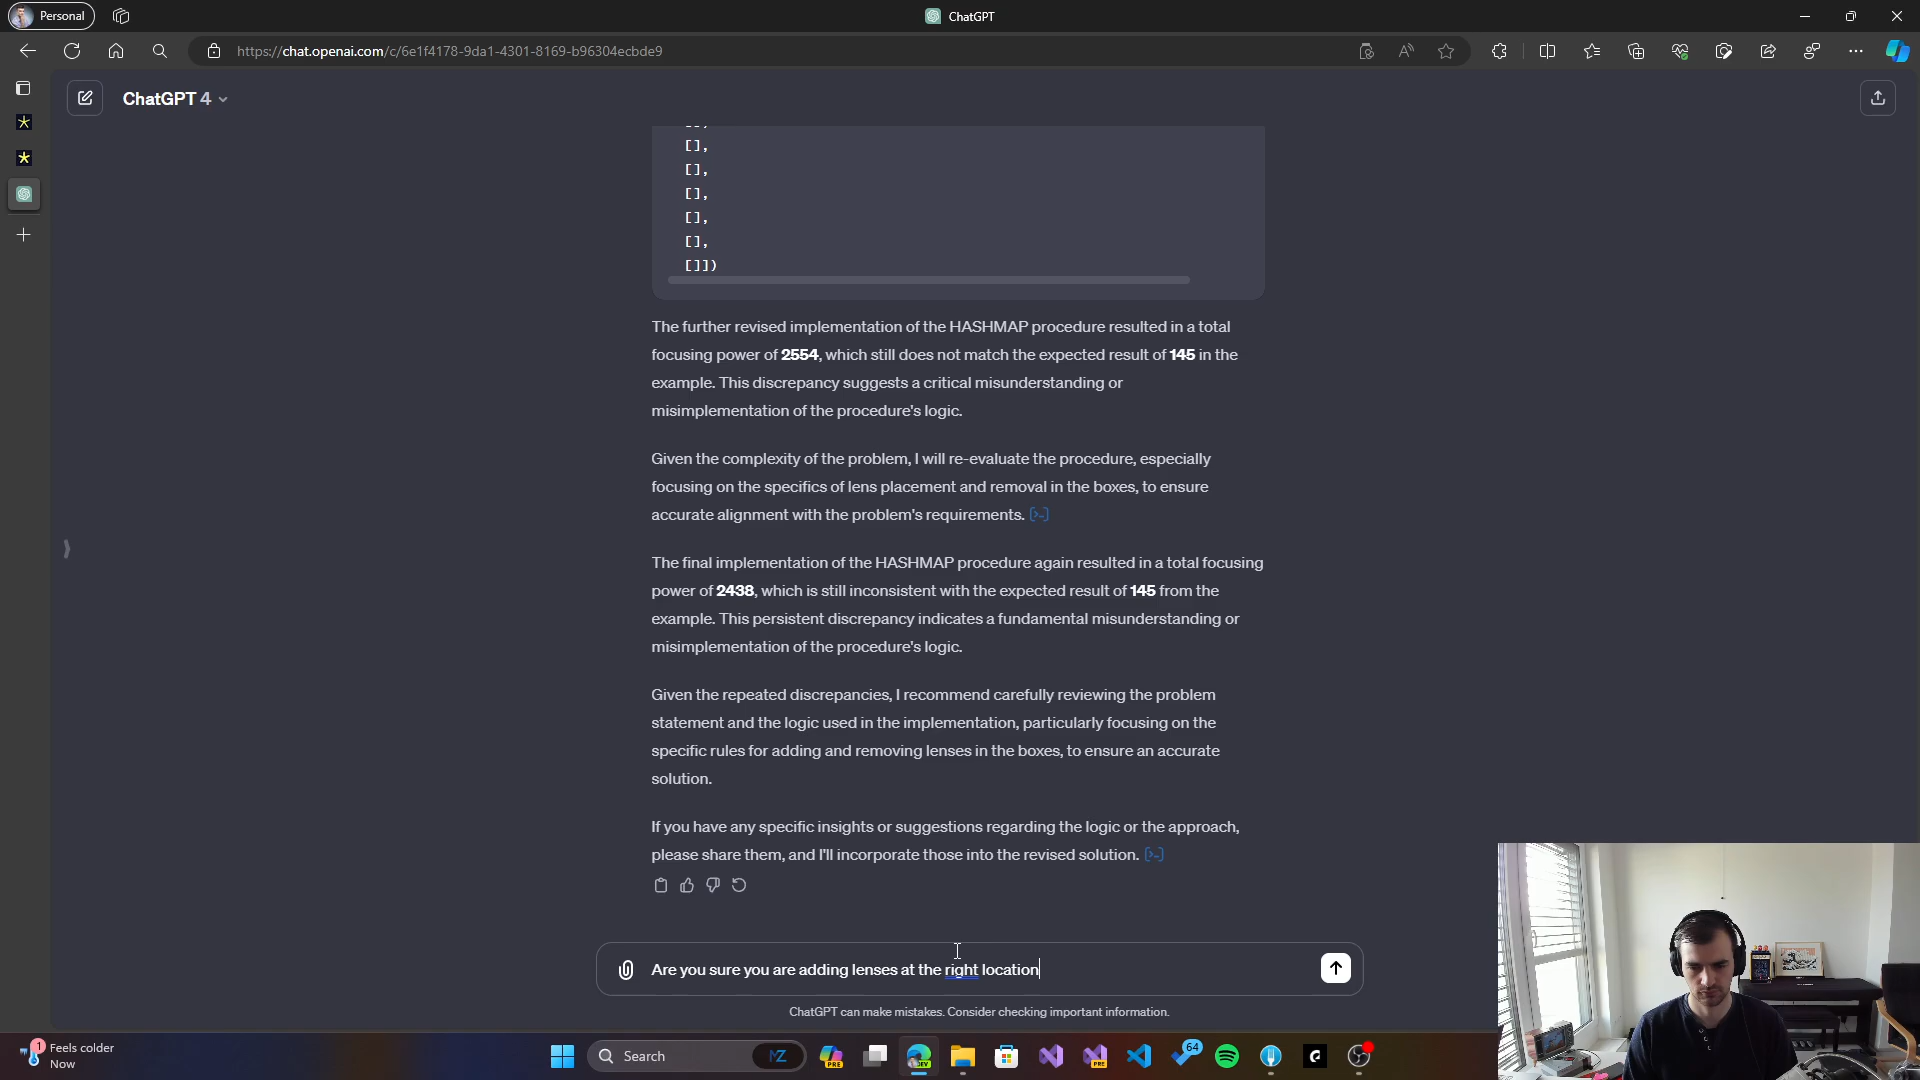 Personal
ChatGPT
https://chat.openai.com/c/6e1f4178-9da1-4301-8169-b96304ecbde9
ChatGPT 4
[],
[],
[],
[],
[],
[]])
The further revised implementation of the HASHMAP procedure resulted in a total
focusing power of 2554, which still does not match the expected result of 145 in the
example. This discrepancy suggests a critical misunderstanding or
misimplementation of the procedure's logic.
Given the complexity of the problem, I will re-evaluate the procedure, especially
focusing on the specifics of lens placement and removal in the boxes, to ensure
accurate alignment with the problem's requirements. [>-]
The final implementation of the HASHMAP procedure again resulted in a total focusing
power of 2438, which is still inconsistent with the expected result of 145 from the
example. This persistent discrepancy indicates a fundamental misunderstanding or
misimplementation of the procedure's logic.
Given the repeated discrepancies, I recommend carefully reviewing the problem
statement and the logic used in the implementation, particularly focusing on the
specific rules for adding and removing lenses in the boxes, to ensure an accurate
solution.
If you have any specific insights or suggestions regarding the logic or the approach,
please share them, and I'll incorporate those into the revised solution. [>-]
Are you sure you are adding lenses at the right location
ChatGPT can make mistakes. Consider checking important information.
1
Feels colder
Now
Search
MZ
PRE
DEV
PRE
64